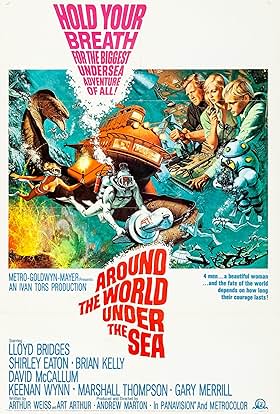 HOLD YOUR
BREATH
FOR THE BIGGEST
UNDERSEA
ADVENTURE
OF ALL!
METRO-GOLDWYN-MAYER Presents
AN IVAN TORS PRODUCTION
AROUND
THE WORLD
UNDER
THE SEA
4 men...a beautiful woman
...and the fate of the world
depends on how long
their courage lasts!
Starring
LLOYD BRIDGES
SHIRLEY EATON · BRIAN KELLY
DAVID McCALLUM
KEENAN WYNN · MARSHALL THOMPSON · GARY MERRILL
Written by
ARTHUR WEISS AND ART ARTHUR
Produced and Directed by
ANDREW MARTON
In PANAVISION And METROCOLOR